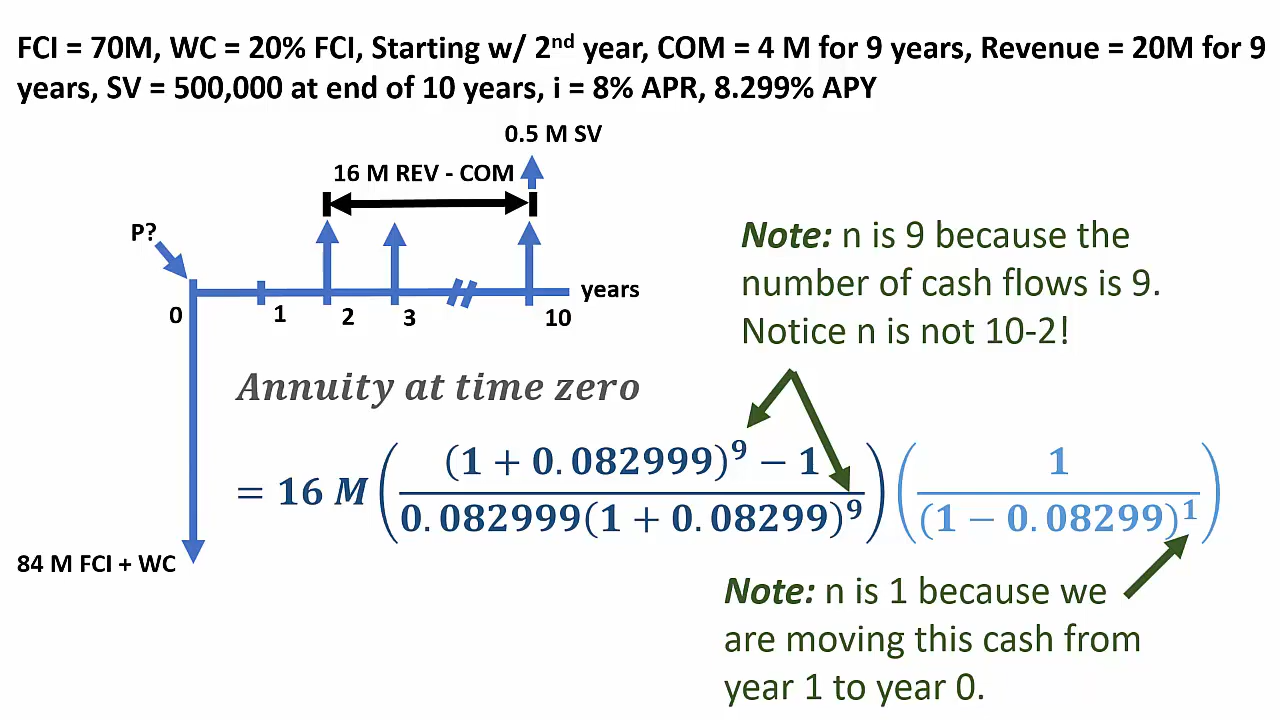 FCI = 70M, WC = 20% FCI, Starting w/ 2nd year, COM = 4 M for 9 years, Revenue = 20M for 9
years, SV = 500,000 at end of 10 years, i = 8% APR, 8.299% APY
0.5 M SV
16 M REV - COM
P?
years
0
1
2
3
10
Note: n is 9 because the
number of cash flows is 9.
Notice n is not 10-2!
Annuity at time zero
= 16 M ( (1 + 0.082999)^9 − 1 / 0.082999(1 + 0.08299)^9 ) ( 1 / (1 − 0.08299)^1 )
84 M FCI + WC
Note: n is 1 because we
are moving this cash from
year 1 to year 0.